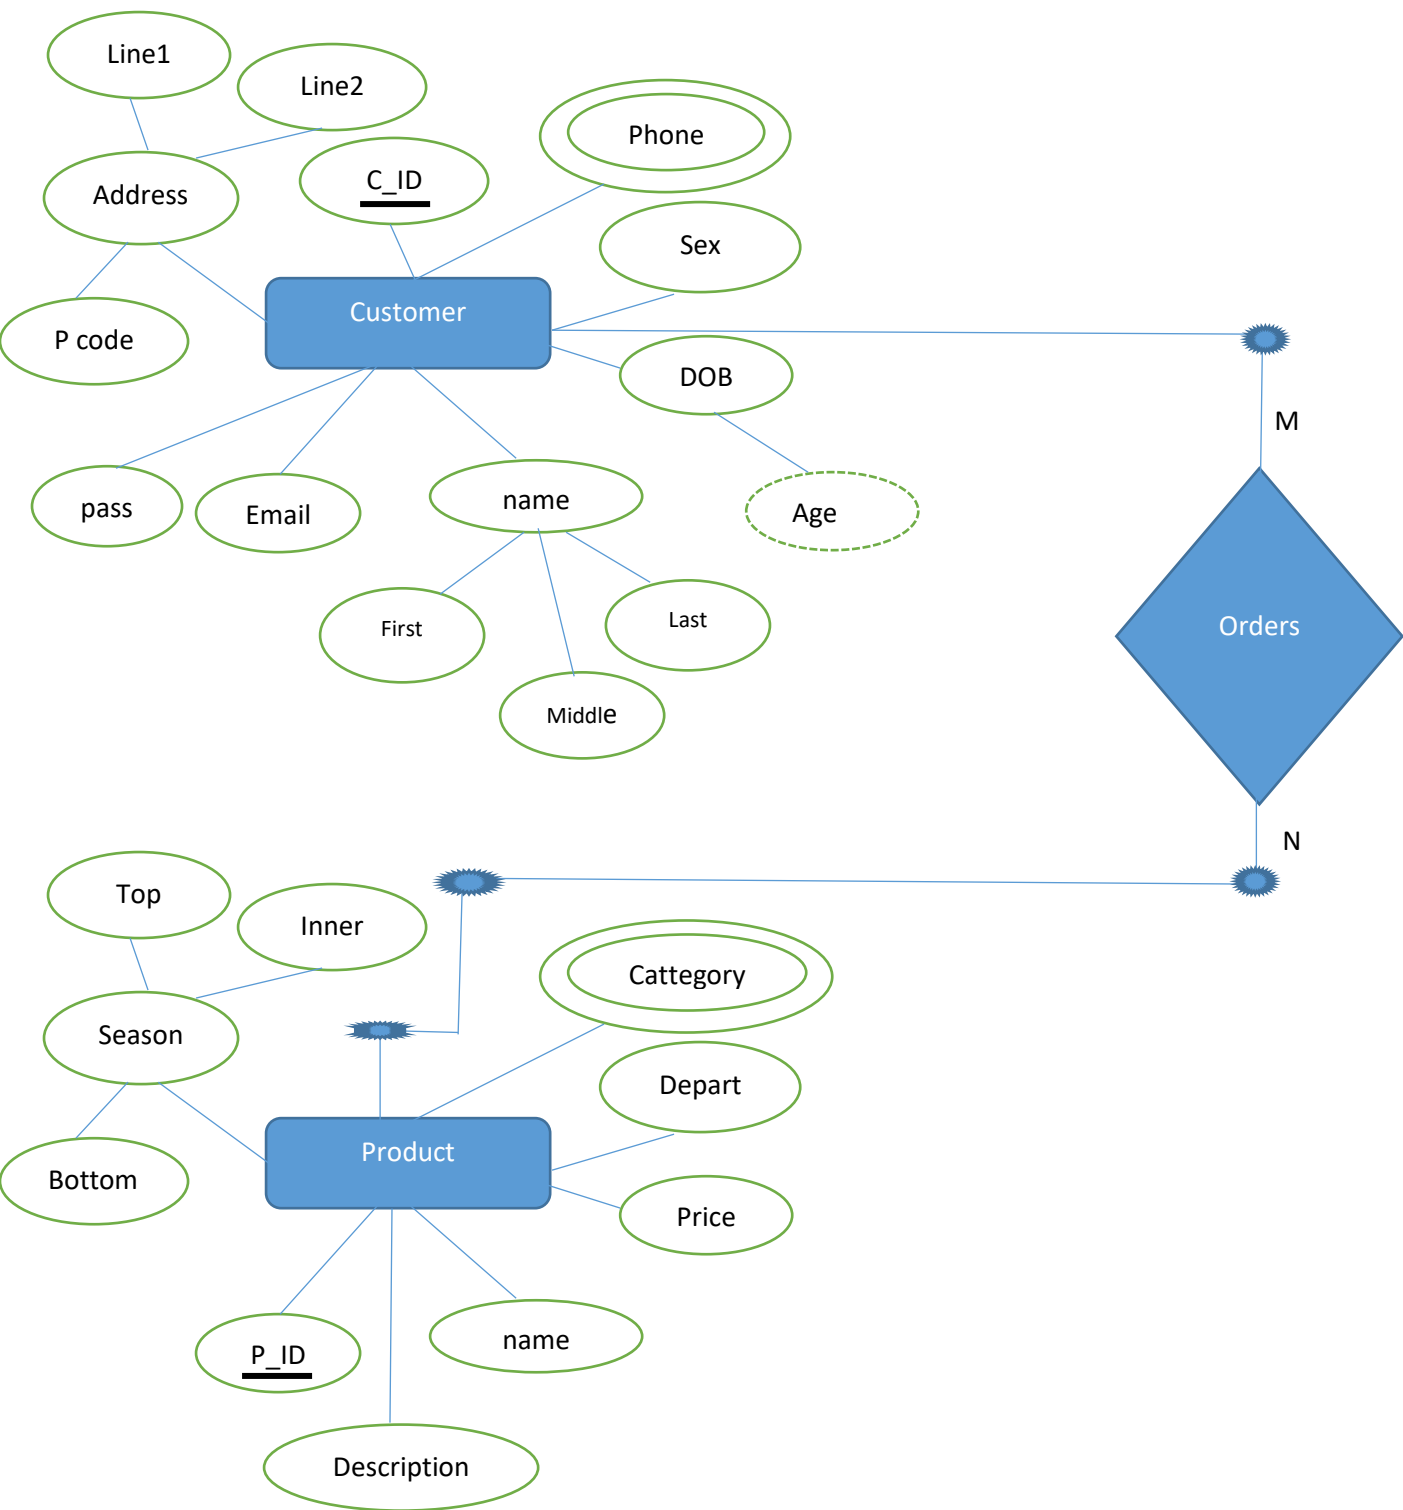 Line1
Line2
Phone
C_ID
Address
Sex
Customer
P code
DOB
M
pass
Email
name
Age
First
Last
Orders
Middle
N
Top
Inner
Cattegory
Season
Depart
Product
Bottom
Price
P_ID
name
Description